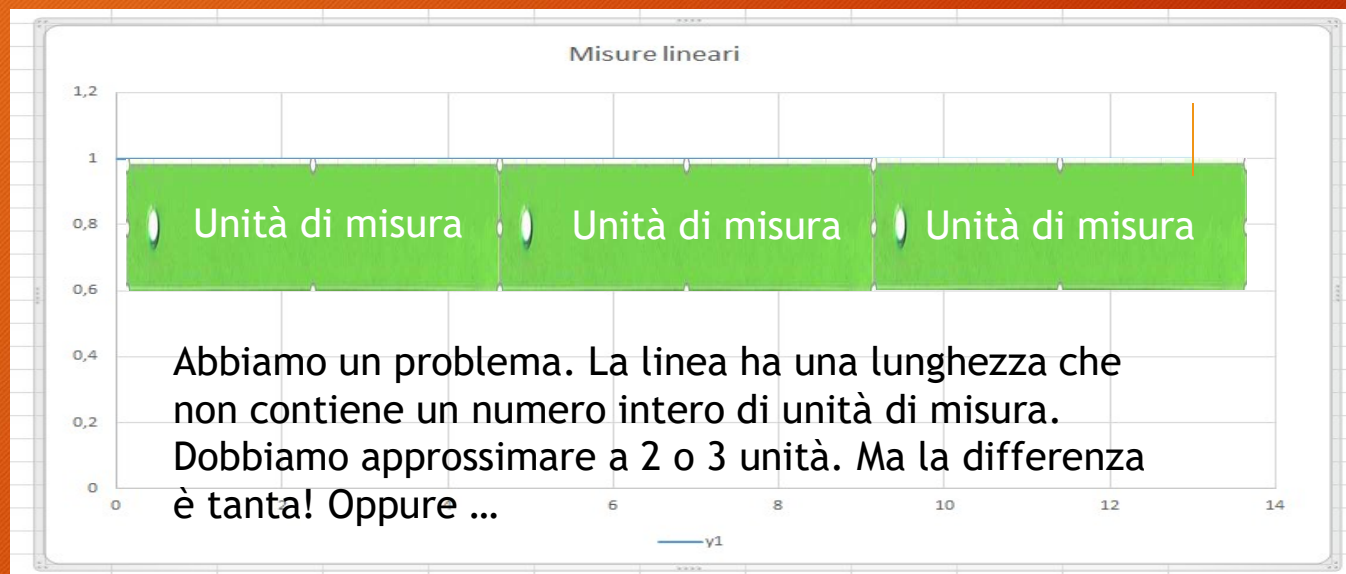 Misure lineari
1,2
1
0,8
0,6
0,4
0,2
0
Unità di misura Unità di misura Unità di misura
Abbiamo un problema. La linea ha una lunghezza che
non contiene un numero intero di unità di misura.
Dobbiamo approssimare a 2 o 3 unità. Ma la differenza
è tanta! Oppure …
0 2 4 6 8 10 12 14
y1